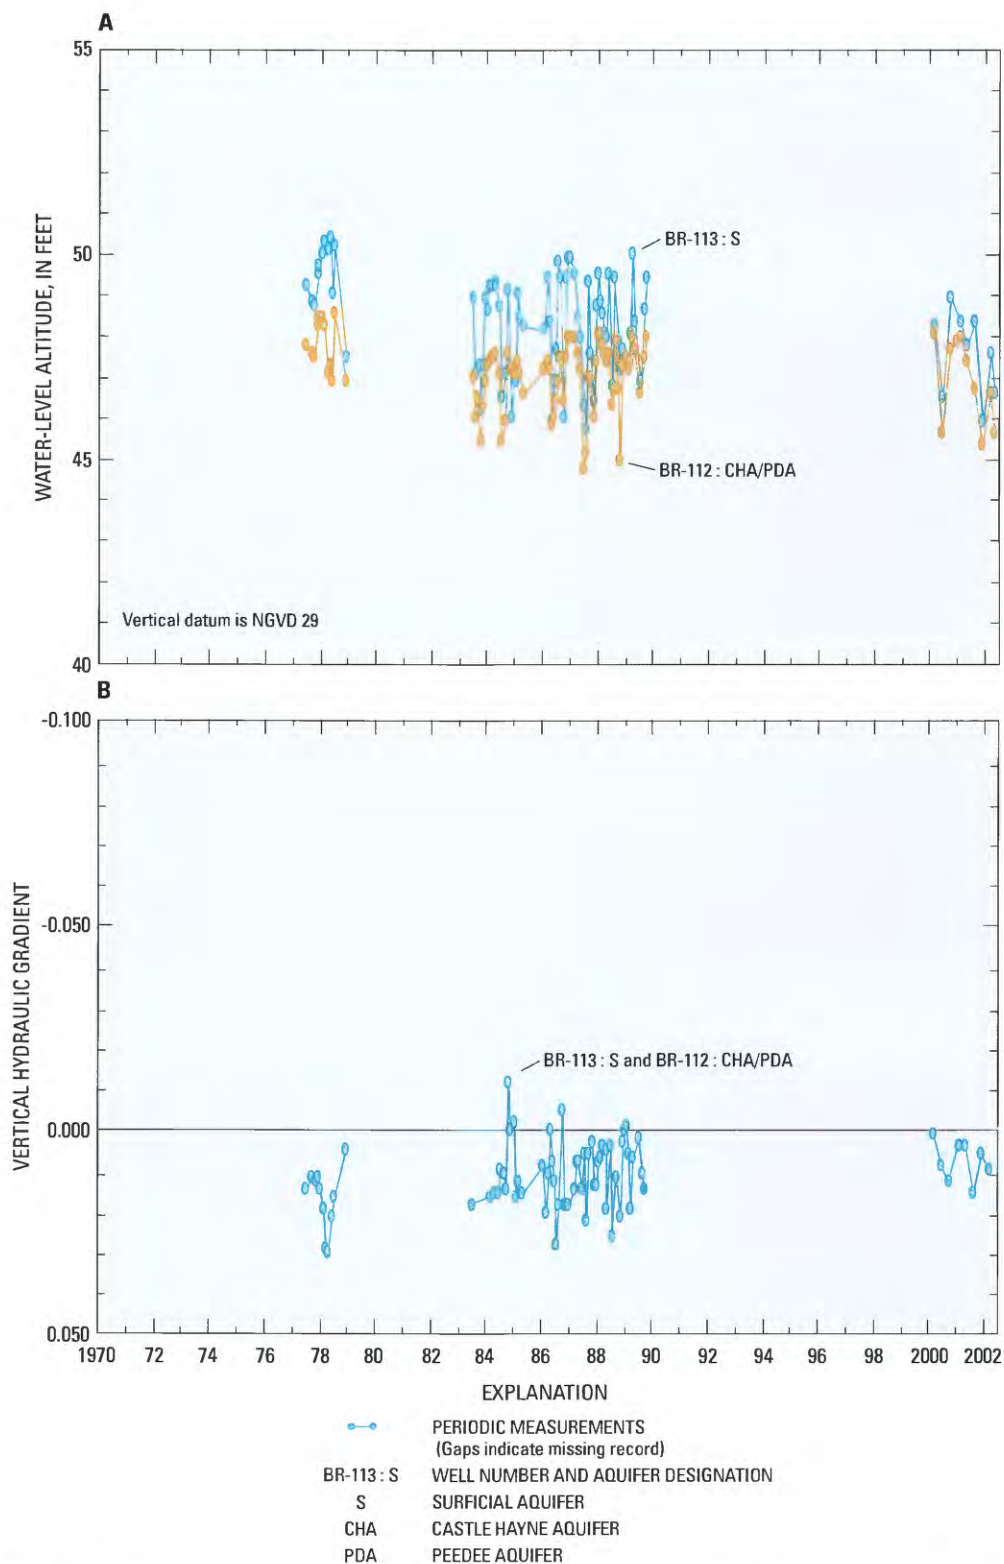 A
55
50
45
40
WATER-LEVEL ALTITUDE, IN FEET
BR-113 : S
BR-112 : CHA/PDA
Vertical datum is NGVD 29
B
-0.100
-0.050
0.000
0.050
VERTICAL HYDRAULIC GRADIENT
BR-113 : S and BR-112 : CHA/PDA
1970 72 74 76 78 80 82 84 86 88 90 92 94 96 98 2000 2002
EXPLANATION
PERIODIC MEASUREMENTS
(Gaps indicate missing record)
BR-113 : S WELL NUMBER AND AQUIFER DESIGNATION
S SURFICIAL AQUIFER
CHA CASTLE HAYNE AQUIFER
PDA PEEDEE AQUIFER